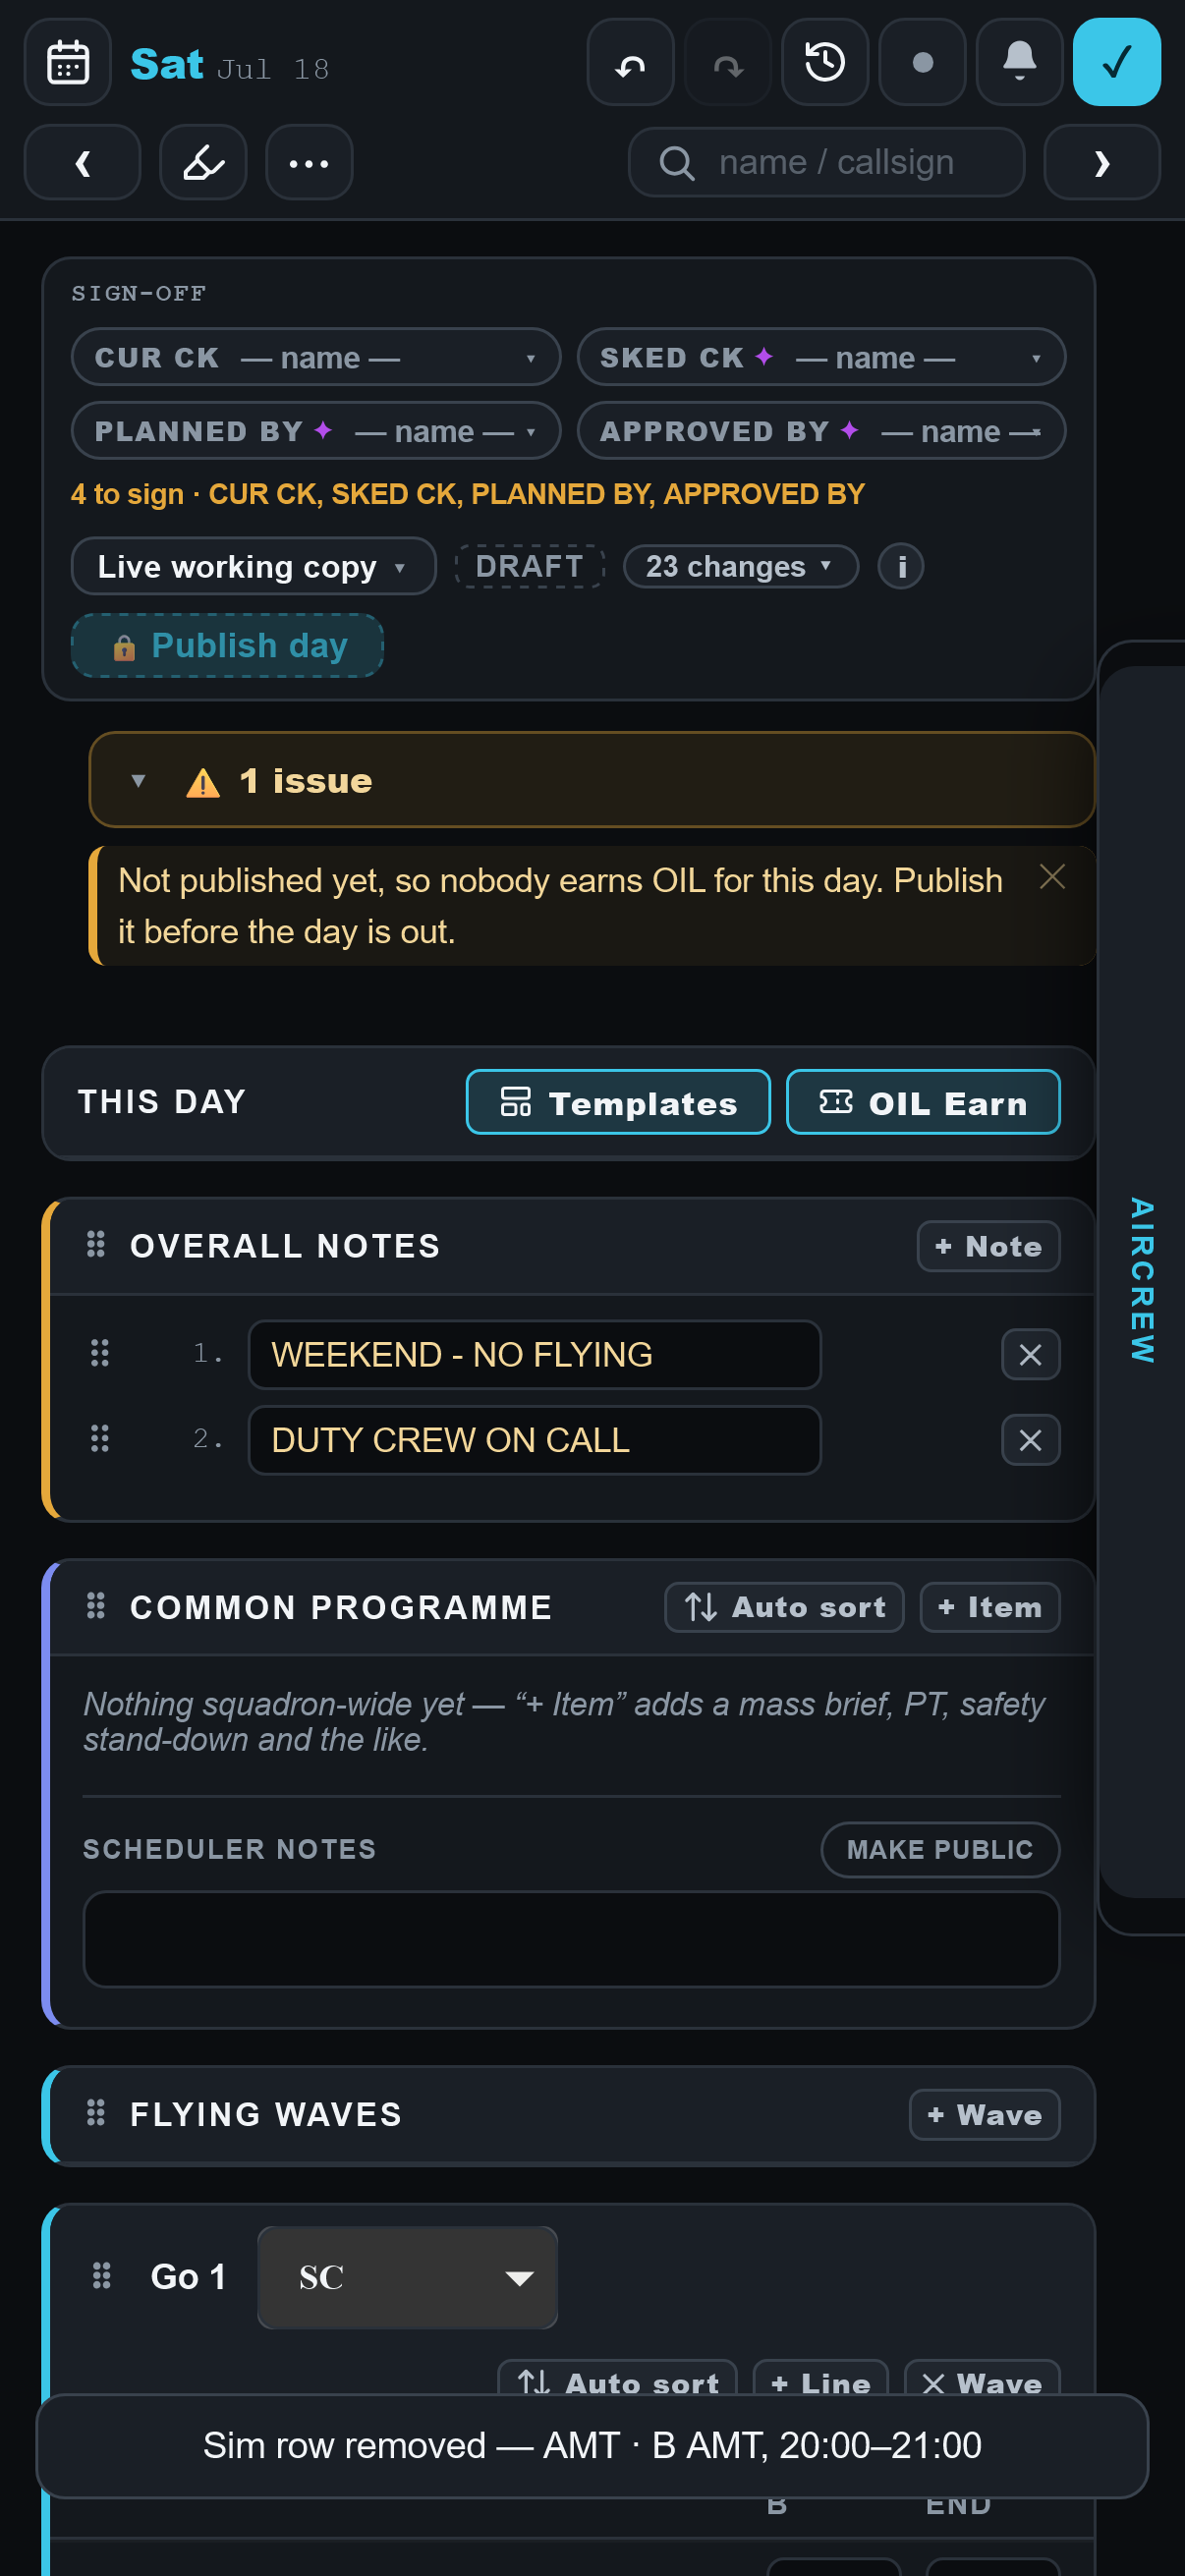 Sat Jul 18
name / callsign
SIGN-OFF
CUR CK — name —
SKED CK ✦ — name —
PLANNED BY ✦ — name —
APPROVED BY ✦ — name —
4 to sign · CUR CK, SKED CK, PLANNED BY, APPROVED BY
Live working copy
DRAFT
23 changes
i
Publish day
1 issue
Not published yet, so nobody earns OIL for this day. Publish
it before the day is out.
THIS DAY
Templates
OIL Earn
OVERALL NOTES
+ Note
1. WEEKEND - NO FLYING
2. DUTY CREW ON CALL
AIRCREW
COMMON PROGRAMME
Auto sort
+ Item
Nothing squadron-wide yet — “+ Item” adds a mass brief, PT, safety
stand-down and the like.
SCHEDULER NOTES
MAKE PUBLIC
FLYING WAVES
+ Wave
Go 1
SC
Auto sort
+ Line
× Wave
Sim row removed — AMT · B AMT, 20:00–21:00
B
END